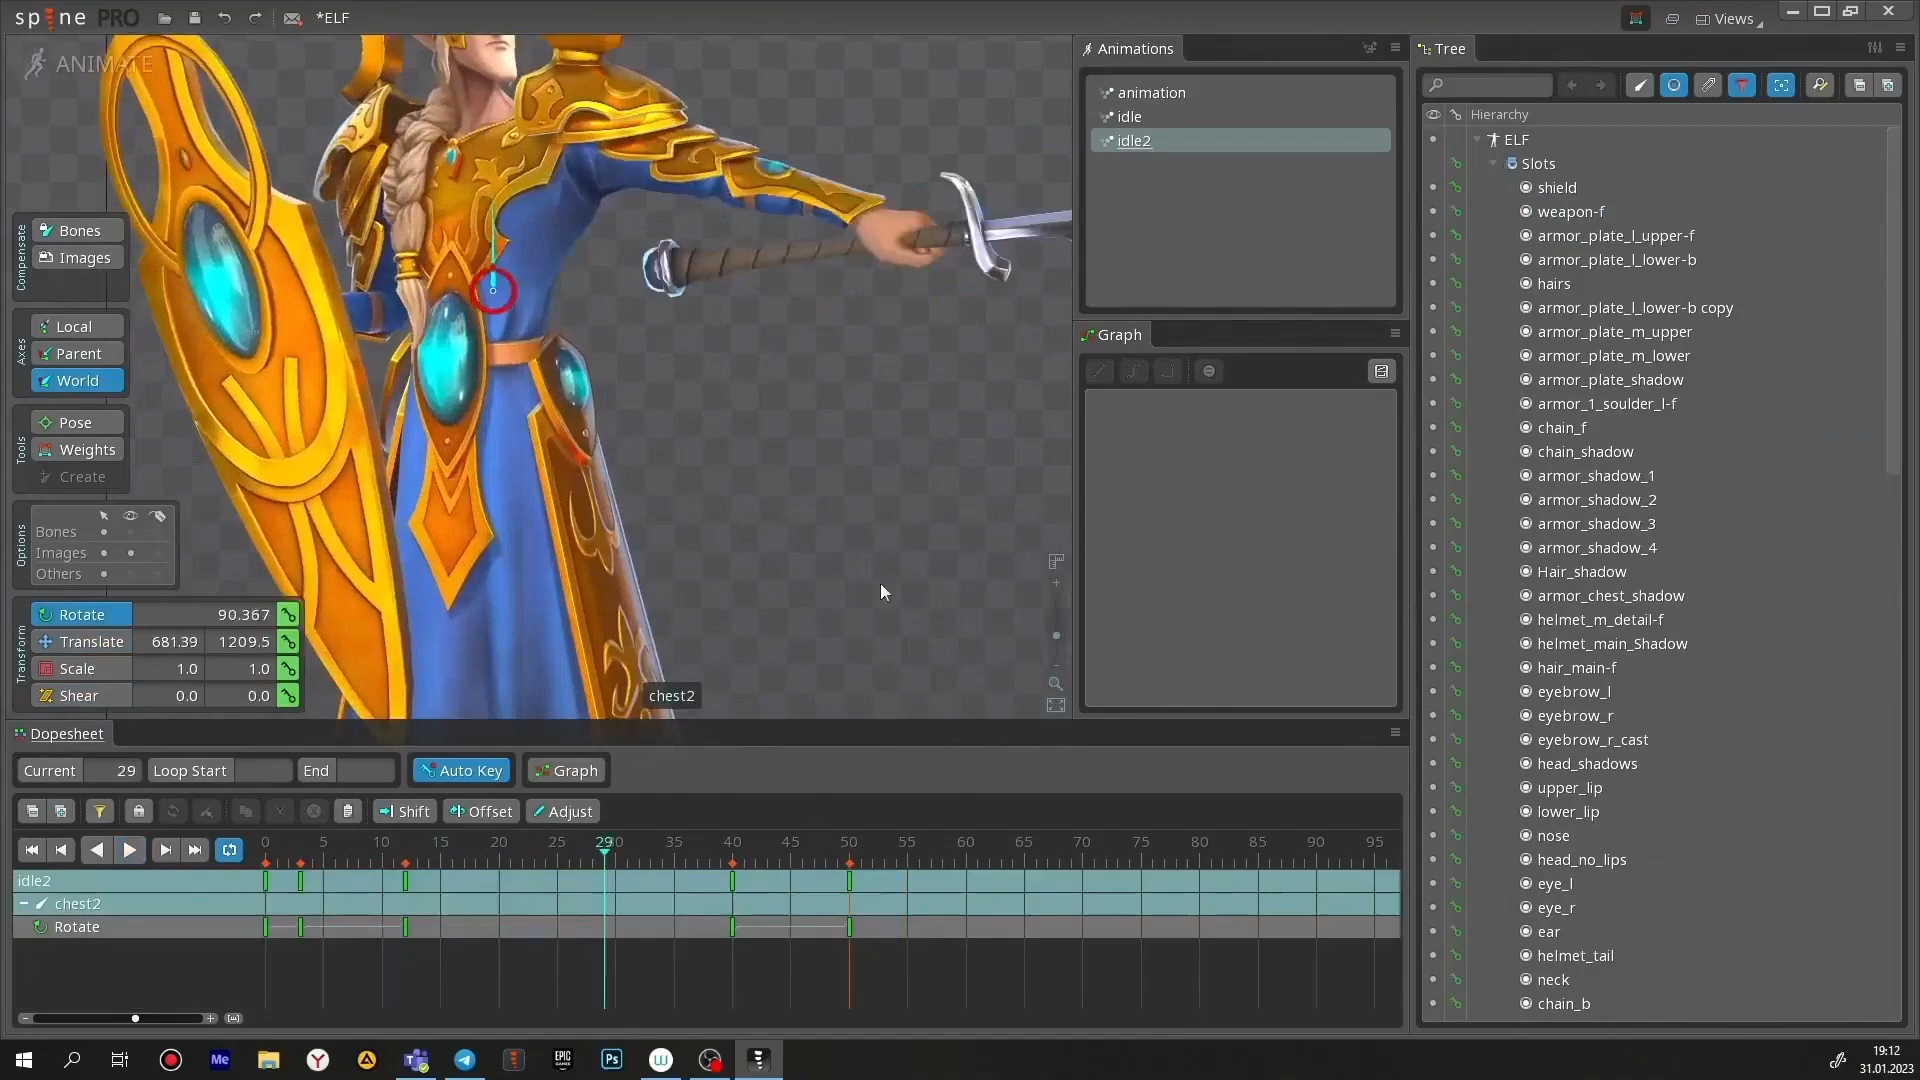 spine PRO
*ELF
Views
ANIMATE
Compensate
Bones
Images
Axes
Local
Parent
World
Tools
Pose
Weights
Create
Options
Bones
Images
Others
Transform
Rotate 90.367
Translate 681.39 1209.5
Scale 1.0 1.0
Shear 0.0 0.0
chest2
Animations
animation
idle
idle2
Graph
Tree
Hierarchy
ELF
Slots
shield
weapon-f
armor_plate_l_upper-f
armor_plate_l_lower-b
hairs
armor_plate_l_lower-b copy
armor_plate_m_upper
armor_plate_m_lower
armor_plate_shadow
armor_1_soulder_l-f
chain_f
chain_shadow
armor_shadow_1
armor_shadow_2
armor_shadow_3
armor_shadow_4
Hair_shadow
armor_chest_shadow
helmet_m_detail-f
helmet_main_Shadow
hair_main-f
eyebrow_l
eyebrow_r
eyebrow_r_cast
head_shadows
upper_lip
lower_lip
nose
head_no_lips
eye_l
eye_r
ear
helmet_tail
neck
chain_b
Dopesheet
Current 29 Loop Start End Auto Key Graph
Shift Offset Adjust
0 5 10 15 20 25 29 30 35 40 45 50 55 60 65 70 75 80 85 90 95
idle2
chest2
Rotate
Me
EPIC GAMES
Ps
19:12
31.01.2023